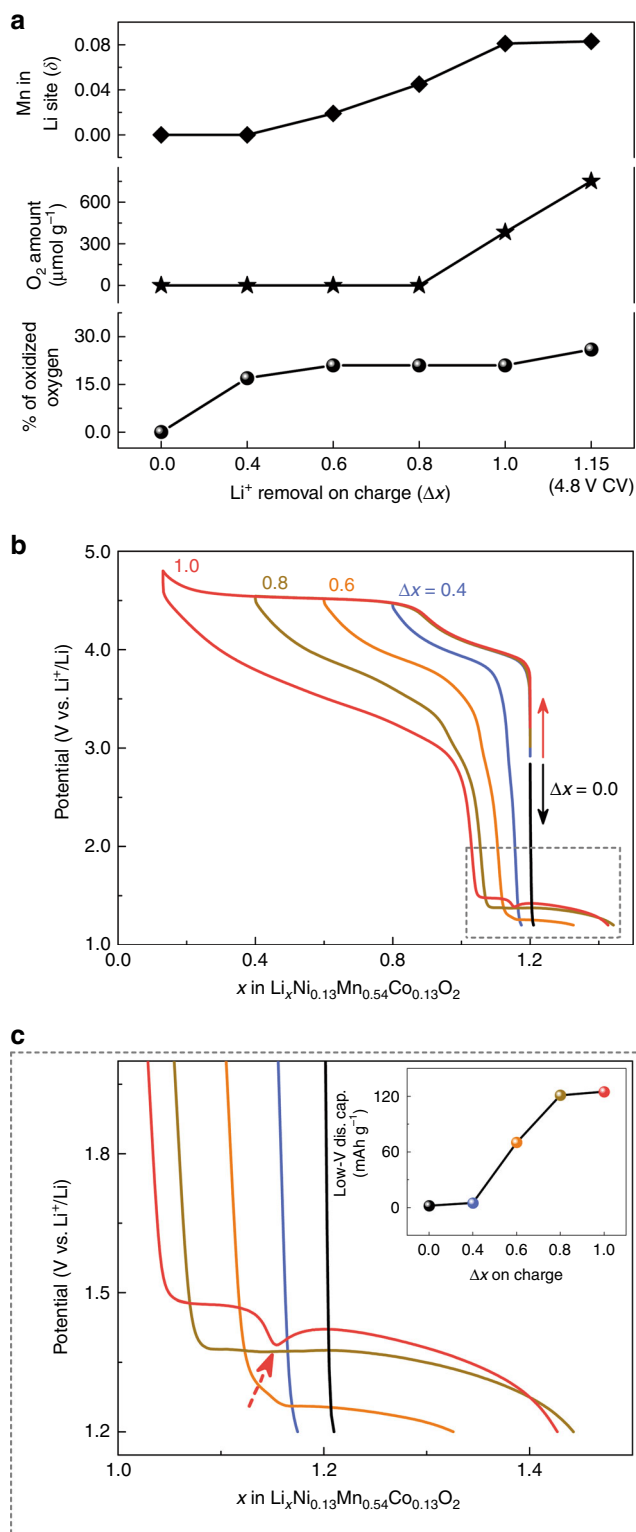 a
Mn in
Li site (δ)
0.08
0.04
0.00
O2 amount
(μmol g−1)
600
300
0
% of oxidized
oxygen
30.0
15.0
0.0
0.0 0.4 0.6 0.8 1.0 1.15
Li+ removal on charge (Δx) (4.8 V CV)
b
Potential (V vs. Li+/Li)
5.0
4.0
3.0
2.0
1.0
1.0
0.8
0.6
Δx = 0.4
Δx = 0.0
0.0 0.4 0.8 1.2
x in LixNi0.13Mn0.54Co0.13O2
c
Potential (V vs. Li+/Li)
1.8
1.5
1.2
Low-V dis. cap.
(mAh g−1)
120
60
0
0.0 0.4 0.6 0.8 1.0
Δx on charge
1.0 1.2 1.4
x in LixNi0.13Mn0.54Co0.13O2